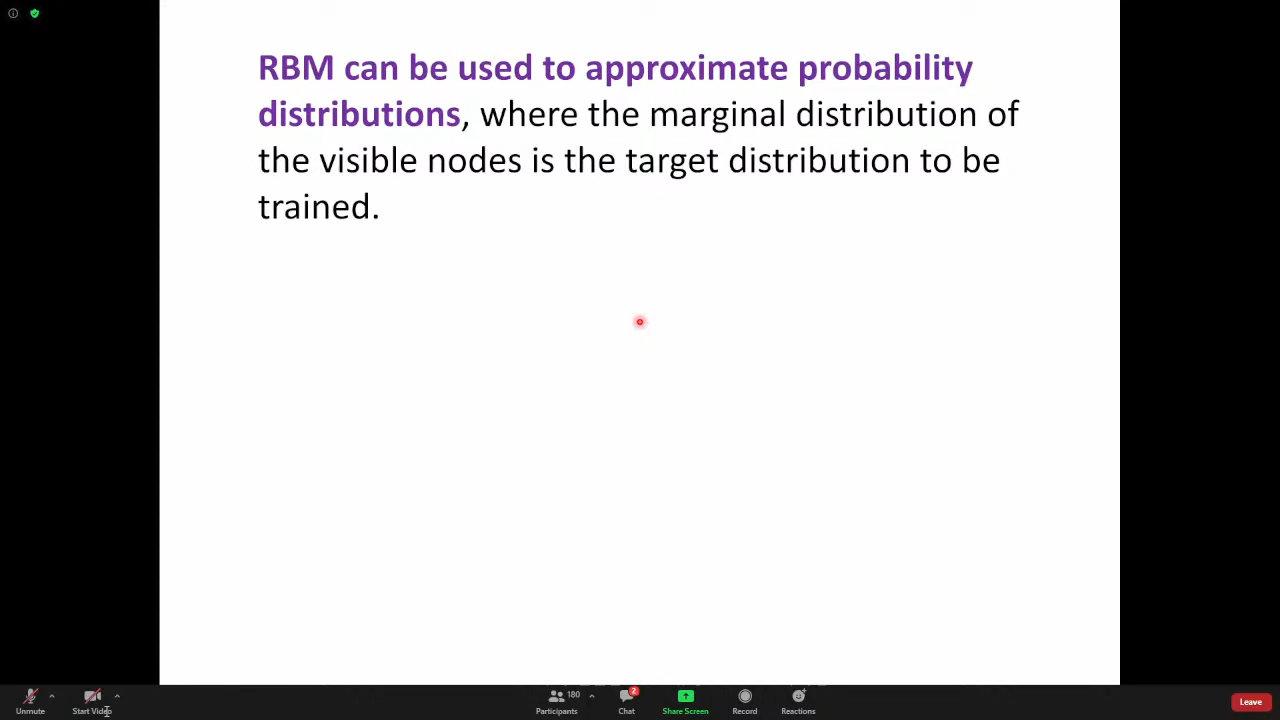 RBM can be used to approximate probability
distributions, where the marginal distribution of
the visible nodes is the target distribution to be
trained.
Unmute
Start Video
Participants
180
Chat
2
Share Screen
Record
Reactions
Leave